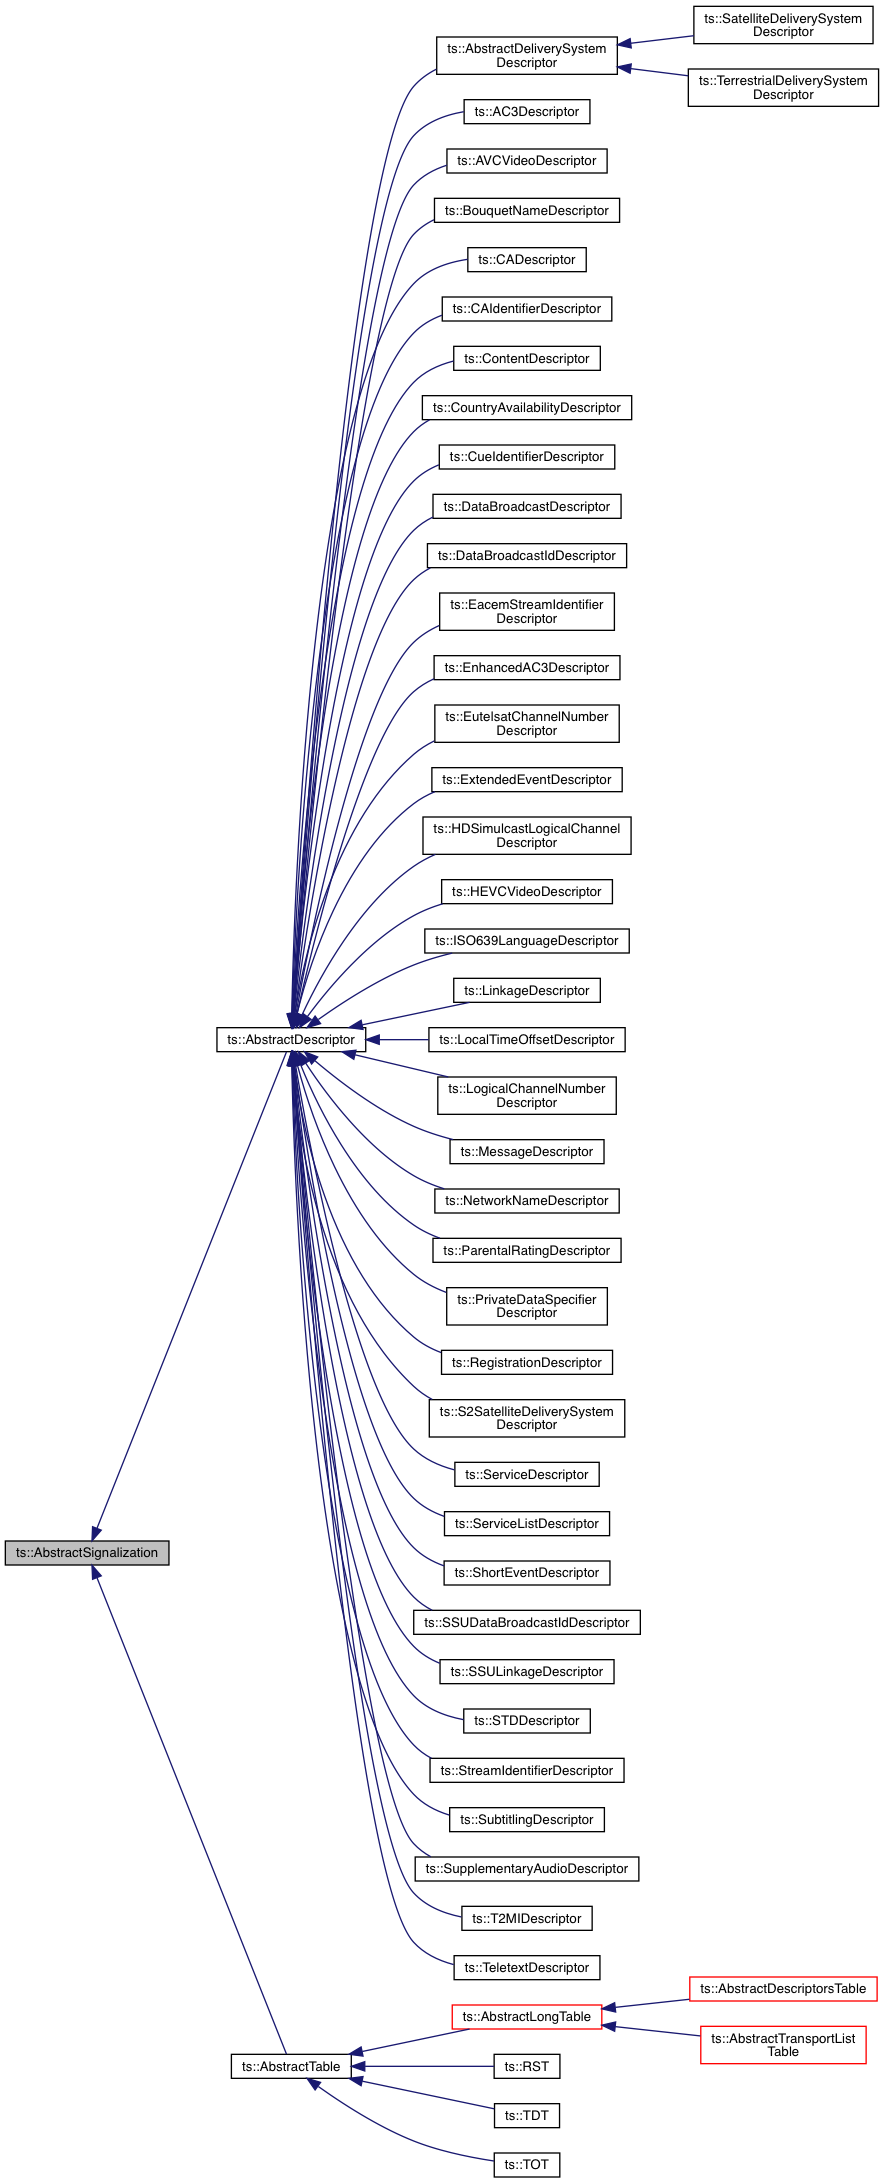 ts::SatelliteDeliverySystem
Descriptor
ts::AbstractDeliverySystem
Descriptor
ts::TerrestrialDeliverySystem
Descriptor
ts::AC3Descriptor
ts::AVCVideoDescriptor
ts::BouquetNameDescriptor
ts::CADescriptor
ts::CAIdentifierDescriptor
ts::ContentDescriptor
ts::CountryAvailabilityDescriptor
ts::CueIdentifierDescriptor
ts::DataBroadcastDescriptor
ts::DataBroadcastIdDescriptor
ts::EacemStreamIdentifier
Descriptor
ts::EnhancedAC3Descriptor
ts::EutelsatChannelNumber
Descriptor
ts::ExtendedEventDescriptor
ts::HDSimulcastLogicalChannel
Descriptor
ts::HEVCVideoDescriptor
ts::ISO639LanguageDescriptor
ts::LinkageDescriptor
ts::AbstractDescriptor
ts::LocalTimeOffsetDescriptor
ts::LogicalChannelNumber
Descriptor
ts::MessageDescriptor
ts::NetworkNameDescriptor
ts::ParentalRatingDescriptor
ts::PrivateDataSpecifier
Descriptor
ts::RegistrationDescriptor
ts::S2SatelliteDeliverySystem
Descriptor
ts::ServiceDescriptor
ts::ServiceListDescriptor
ts::AbstractSignalization
ts::ShortEventDescriptor
ts::SSUDataBroadcastIdDescriptor
ts::SSULinkageDescriptor
ts::STDDescriptor
ts::StreamIdentifierDescriptor
ts::SubtitlingDescriptor
ts::SupplementaryAudioDescriptor
ts::T2MIDescriptor
ts::TeletextDescriptor
ts::AbstractDescriptorsTable
ts::AbstractLongTable
ts::AbstractTransportList
Table
ts::AbstractTable
ts::RST
ts::TDT
ts::TOT